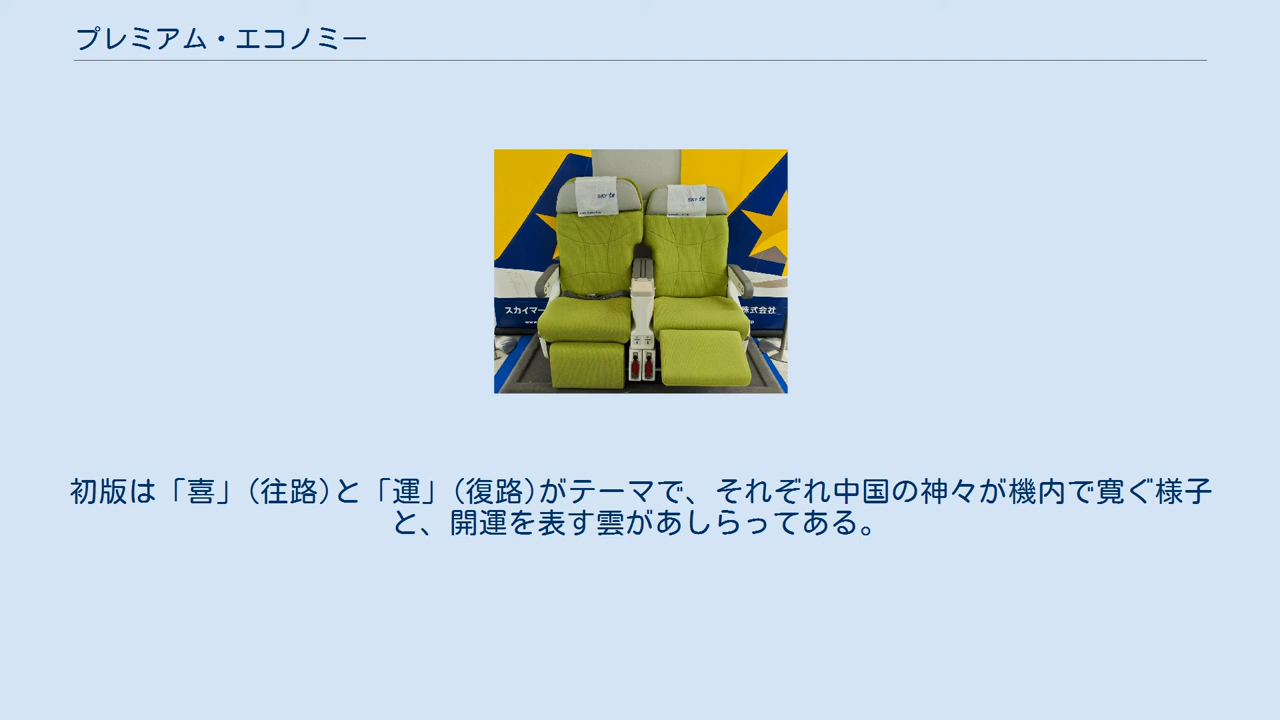 プレミアム・エコノミー
スカイマー
株式会社
初版は「喜」(往路)と「運」(復路)がテーマで、それぞれ中国の神々が機内で寛ぐ様子
と、開運を表す雲があしらってある。